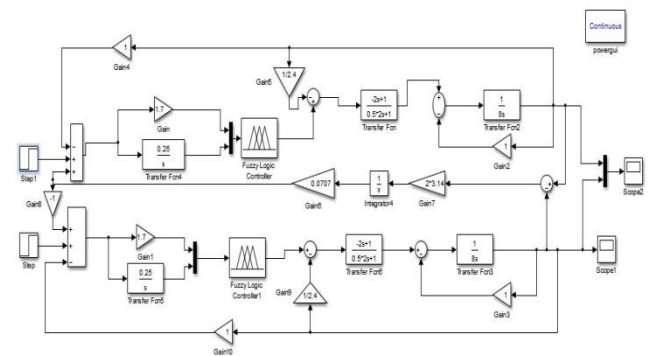 Continuous
powergui
1
Gain4
1/2.4
Gain5
1.7
Gain
0.25
s
Transfer Fcn4
Fuzzy Logic
Controller
-2s+1
0.5*2s+1
Transfer Fcn
1
8s
Transfer Fcn2
1
Gain2
Step1
-1
Gain8
0.0707
Gain6
1
s
Integrator4
2*3.14
Gain7
Scope2
Step
1.7
Gain1
0.25
s
Transfer Fcn5
Fuzzy Logic
Controller1
Gain9
1/2.4
-2s+1
0.5*2s+1
Transfer Fcn6
1
8s
Transfer Fcn3
1
Gain3
Scope1
1
Gain10